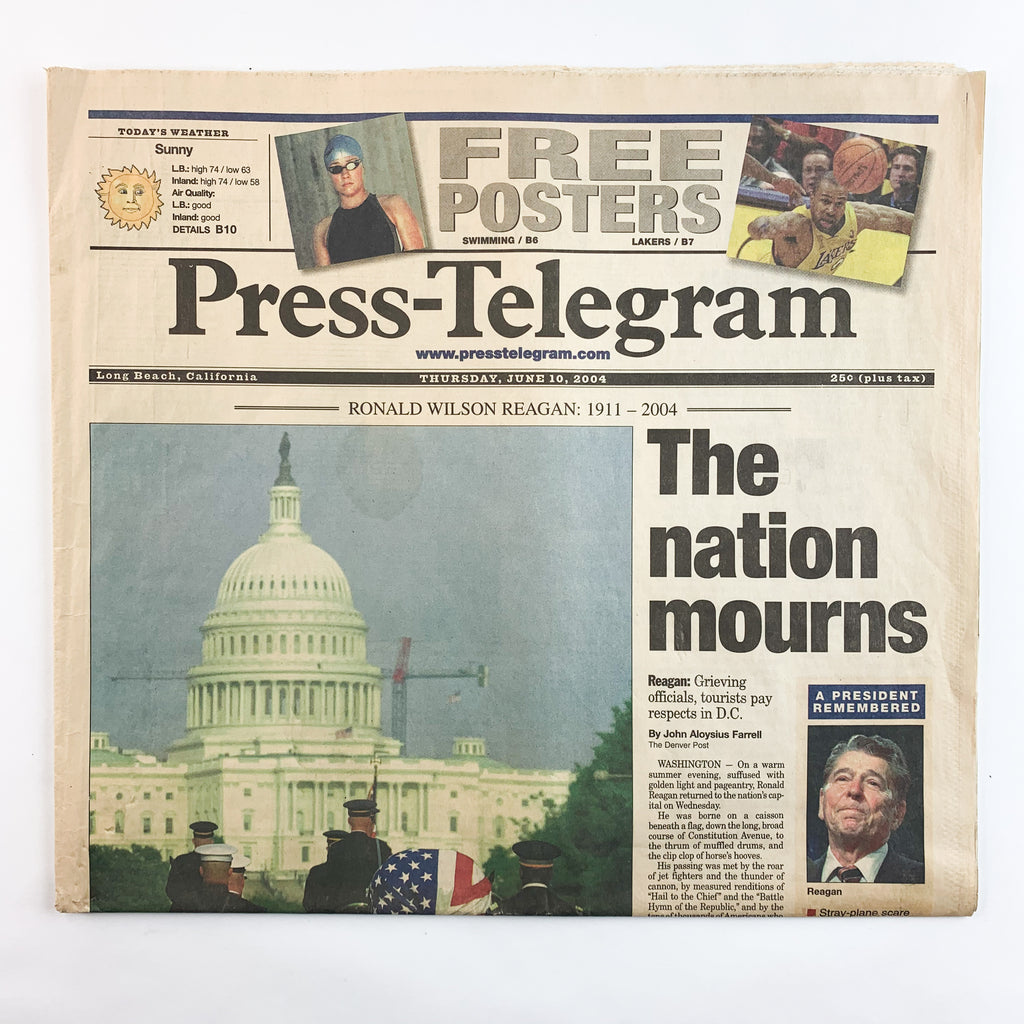 TODAY'S WEATHER
Sunny
L.B.: high 74 / low 63
Inland: high 74 / low 58
Air Quality:
L.B.: good
Inland: good
DETAILS B10
FREE
POSTERS
SWIMMING / B6
LAKERS / B7
LAKERS
Press-Telegram
www.presstelegram.com
Long Beach, California
THURSDAY, JUNE 10, 2004
25¢ (plus tax)
RONALD WILSON REAGAN: 1911 – 2004
The
nation
mourns
Reagan: Grieving
officials, tourists pay
respects in D.C.
By John Aloysius Farrell
The Denver Post
WASHINGTON — On a warm
summer evening, suffused with
golden light and pageantry, Ronald
Reagan returned to the nation's cap-
ital on Wednesday.
He was borne on a caisson
beneath a flag, down the long, broad
course of Constitution Avenue, to
the thrum of muffled drums, and
the clip clop of horse's hooves.
His passing was met by the roar
of jet fighters and the thunder of
cannon, by measured renditions of
"Hail to the Chief" and the "Battle
Hymn of the Republic," and by the
tens of thousands of Americans who
A PRESIDENT
REMEMBERED
Reagan
Stray-plane scare